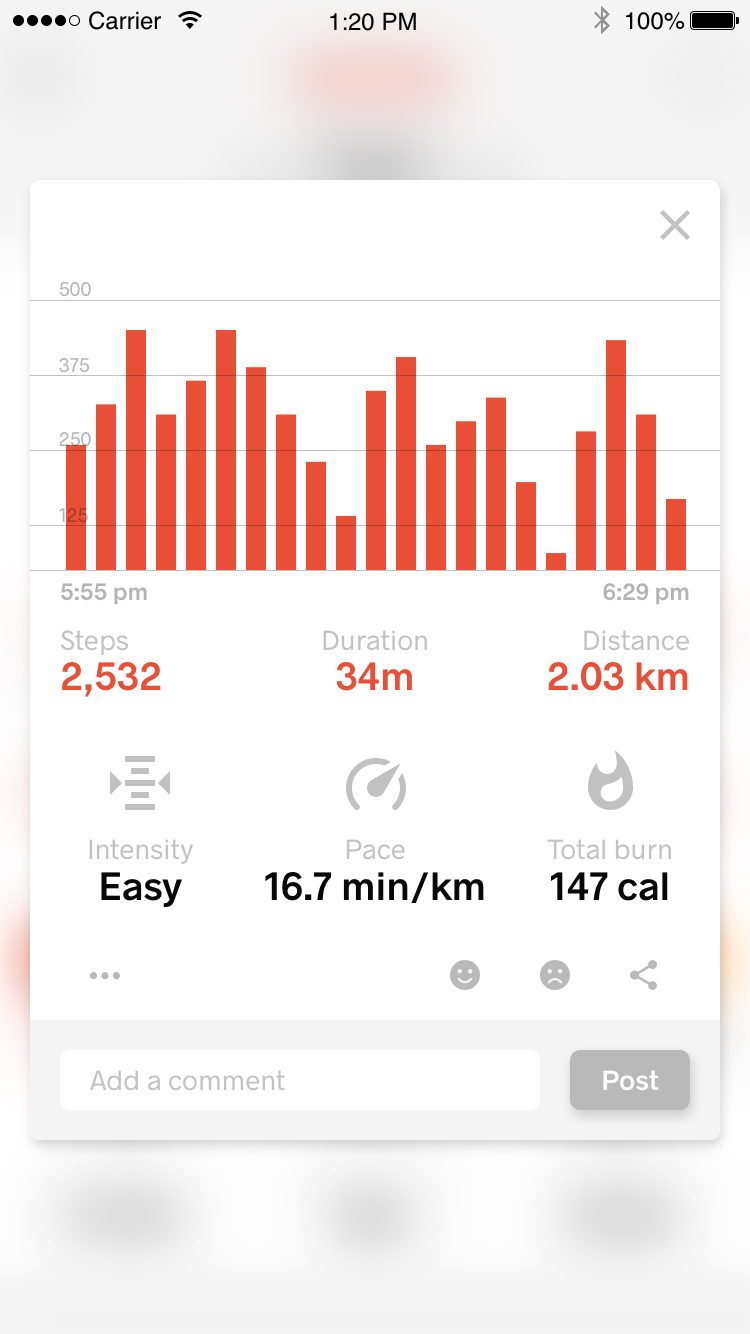 Carrier 1:20 PM 100%
500
375
250
125
5:55 pm 6:29 pm
Steps Duration Distance
2,532 34m 2.03 km
Intensity Pace Total burn
Easy 16.7 min/km 147 cal
Add a comment Post